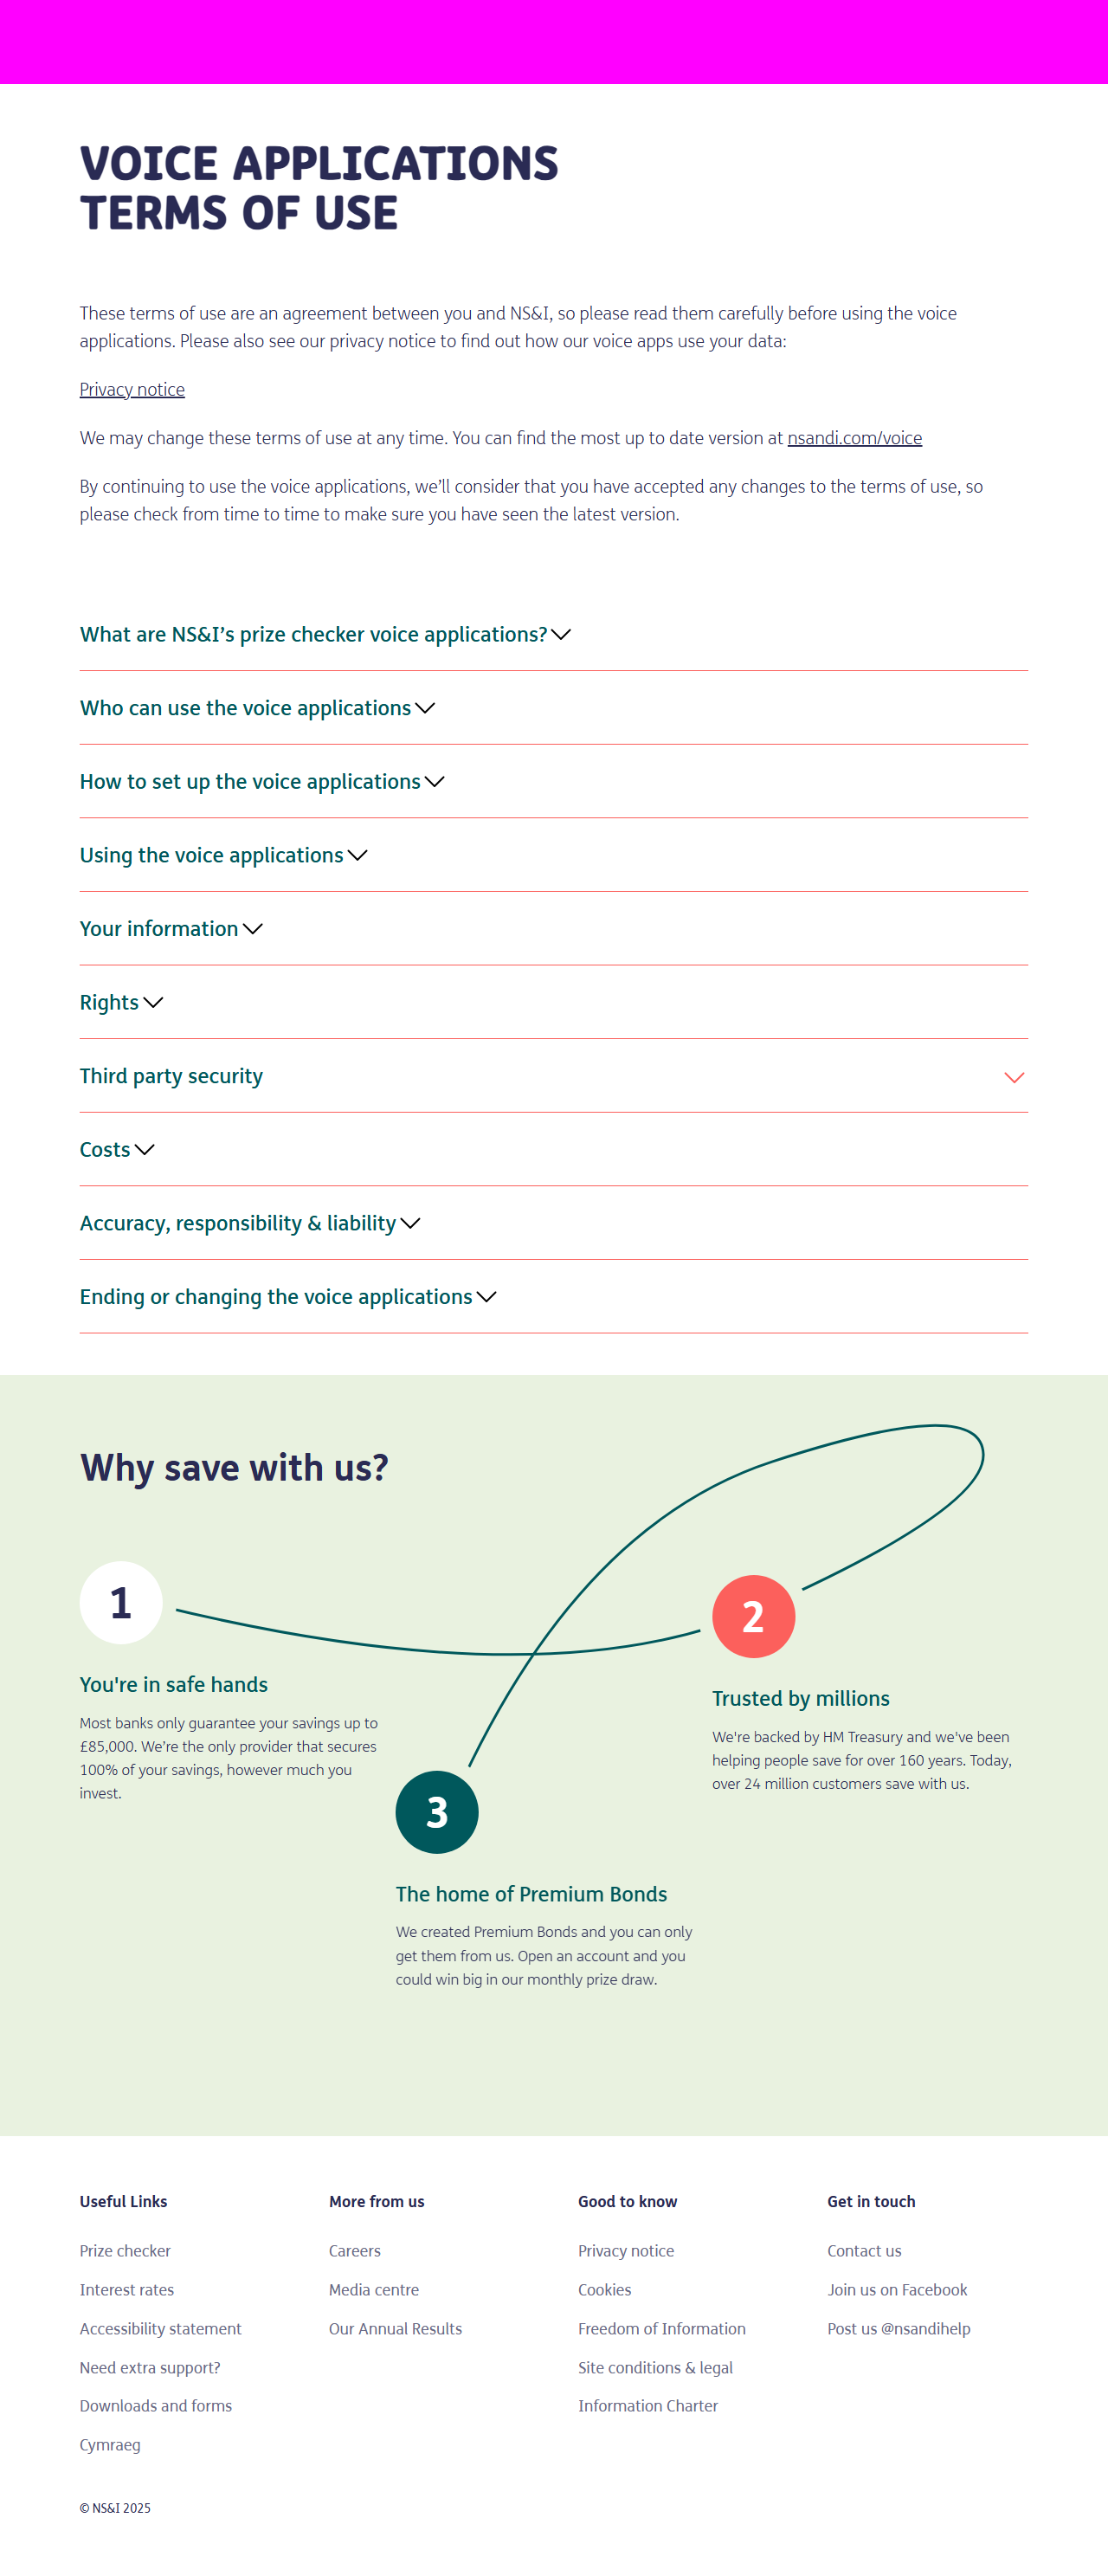 VOICE APPLICATIONS
TERMS OF USE
These terms of use are an agreement between you and NS&I, so please read them carefully before using the voice
applications. Please also see our privacy notice to find out how our voice apps use your data:
Privacy notice
We may change these terms of use at any time. You can find the most up to date version at nsandi.com/voice
By continuing to use the voice applications, we’ll consider that you have accepted any changes to the terms of use, so
please check from time to time to make sure you have seen the latest version.
What are NS&I’s prize checker voice applications?
Who can use the voice applications
How to set up the voice applications
Using the voice applications
Your information
Rights
Third party security
Costs
Accuracy, responsibility & liability
Ending or changing the voice applications
Why save with us?
1
You're in safe hands
Most banks only guarantee your savings up to
£85,000. We’re the only provider that secures
100% of your savings, however much you
invest.
2
Trusted by millions
We're backed by HM Treasury and we've been
helping people save for over 160 years. Today,
over 24 million customers save with us.
3
The home of Premium Bonds
We created Premium Bonds and you can only
get them from us. Open an account and you
could win big in our monthly prize draw.
Useful Links
Prize checker
Interest rates
Accessibility statement
Need extra support?
Downloads and forms
Cymraeg
More from us
Careers
Media centre
Our Annual Results
Good to know
Privacy notice
Cookies
Freedom of Information
Site conditions & legal
Information Charter
Get in touch
Contact us
Join us on Facebook
Post us @nsandihelp
© NS&I 2025